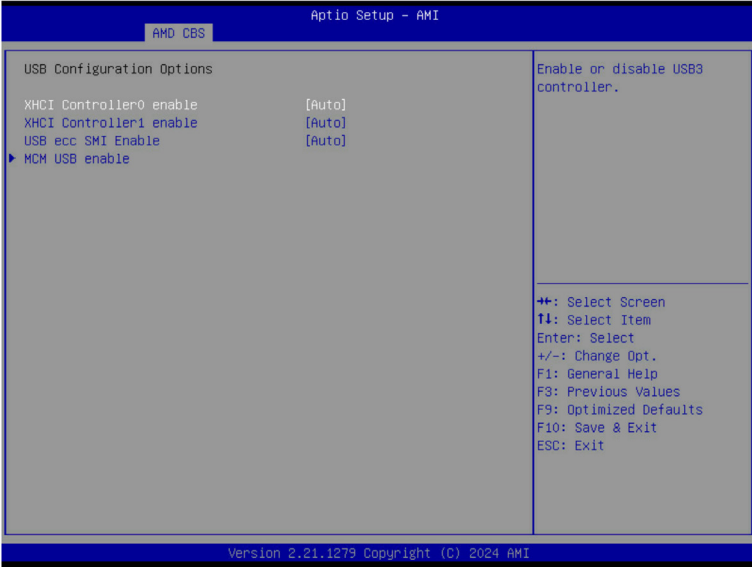 Aptio Setup – AMI
AMD CBS
USB Configuration Options
XHCI Controller0 enable [Auto]
XHCI Controller1 enable [Auto]
USB ecc SMI Enable [Auto]
MCM USB enable
Enable or disable USB3
controller.
→←: Select Screen
↑↓: Select Item
Enter: Select
+/-: Change Opt.
F1: General Help
F3: Previous Values
F9: Optimized Defaults
F10: Save & Exit
ESC: Exit
Version 2.21.1279 Copyright (C) 2024 AMI